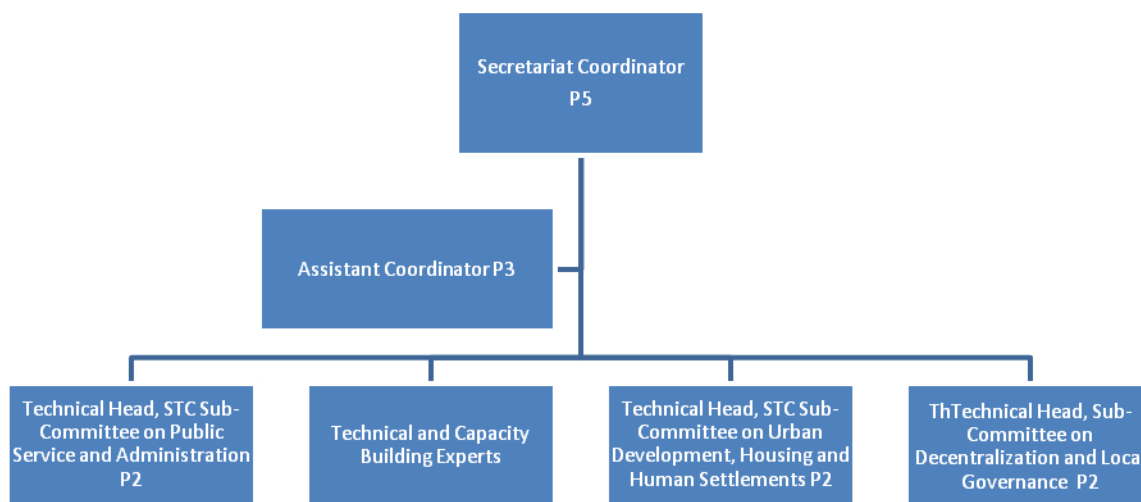 Secretariat Coordinator
P5
Assistant Coordinator P3
Technical Head, STC Sub-
Committee on Public
Service and Administration
P2
Technical and Capacity
Building Experts
Technical Head, STC Sub-
Committee on Urban
Development, Housing and
Human Settlements P2
ThTechnical Head, Sub-
Committee on
Decentralization and Local
Governance P2